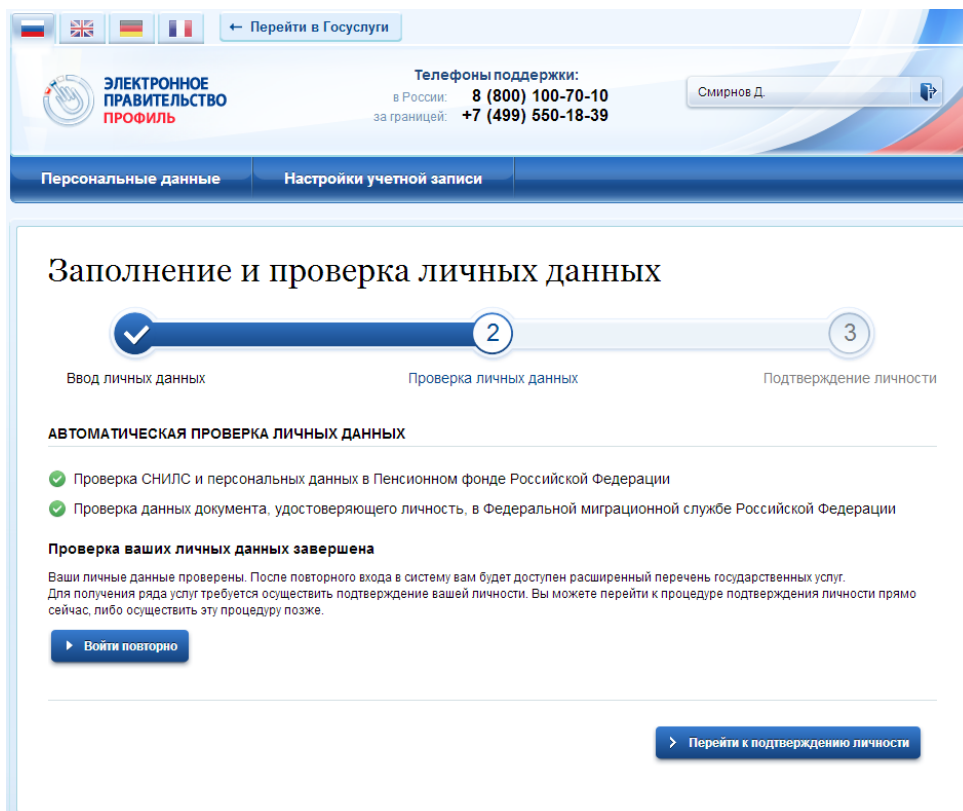 ← Перейти в Госуслуги
ЭЛЕКТРОННОЕ
ПРАВИТЕЛЬСТВО
ПРОФИЛЬ
Телефоны поддержки:
в России: 8 (800) 100-70-10
за границей: +7 (499) 550-18-39
Смирнов Д.
Персональные данные Настройки учетной записи
Заполнение и проверка личных данных
2 3
Ввод личных данных Проверка личных данных Подтверждение личности
АВТОМАТИЧЕСКАЯ ПРОВЕРКА ЛИЧНЫХ ДАННЫХ
Проверка СНИЛС и персональных данных в Пенсионном фонде Российской Федерации
Проверка данных документа, удостоверяющего личность, в Федеральной миграционной службе Российской Федерации
Проверка ваших личных данных завершена
Ваши личные данные проверены. После повторного входа в систему вам будет доступен расширенный перечень государственных услуг.
Для получения ряда услуг требуется осуществить подтверждение вашей личности. Вы можете перейти к процедуре подтверждения личности прямо
сейчас, либо осуществить эту процедуру позже.
Войти повторно
Перейти к подтверждению личности